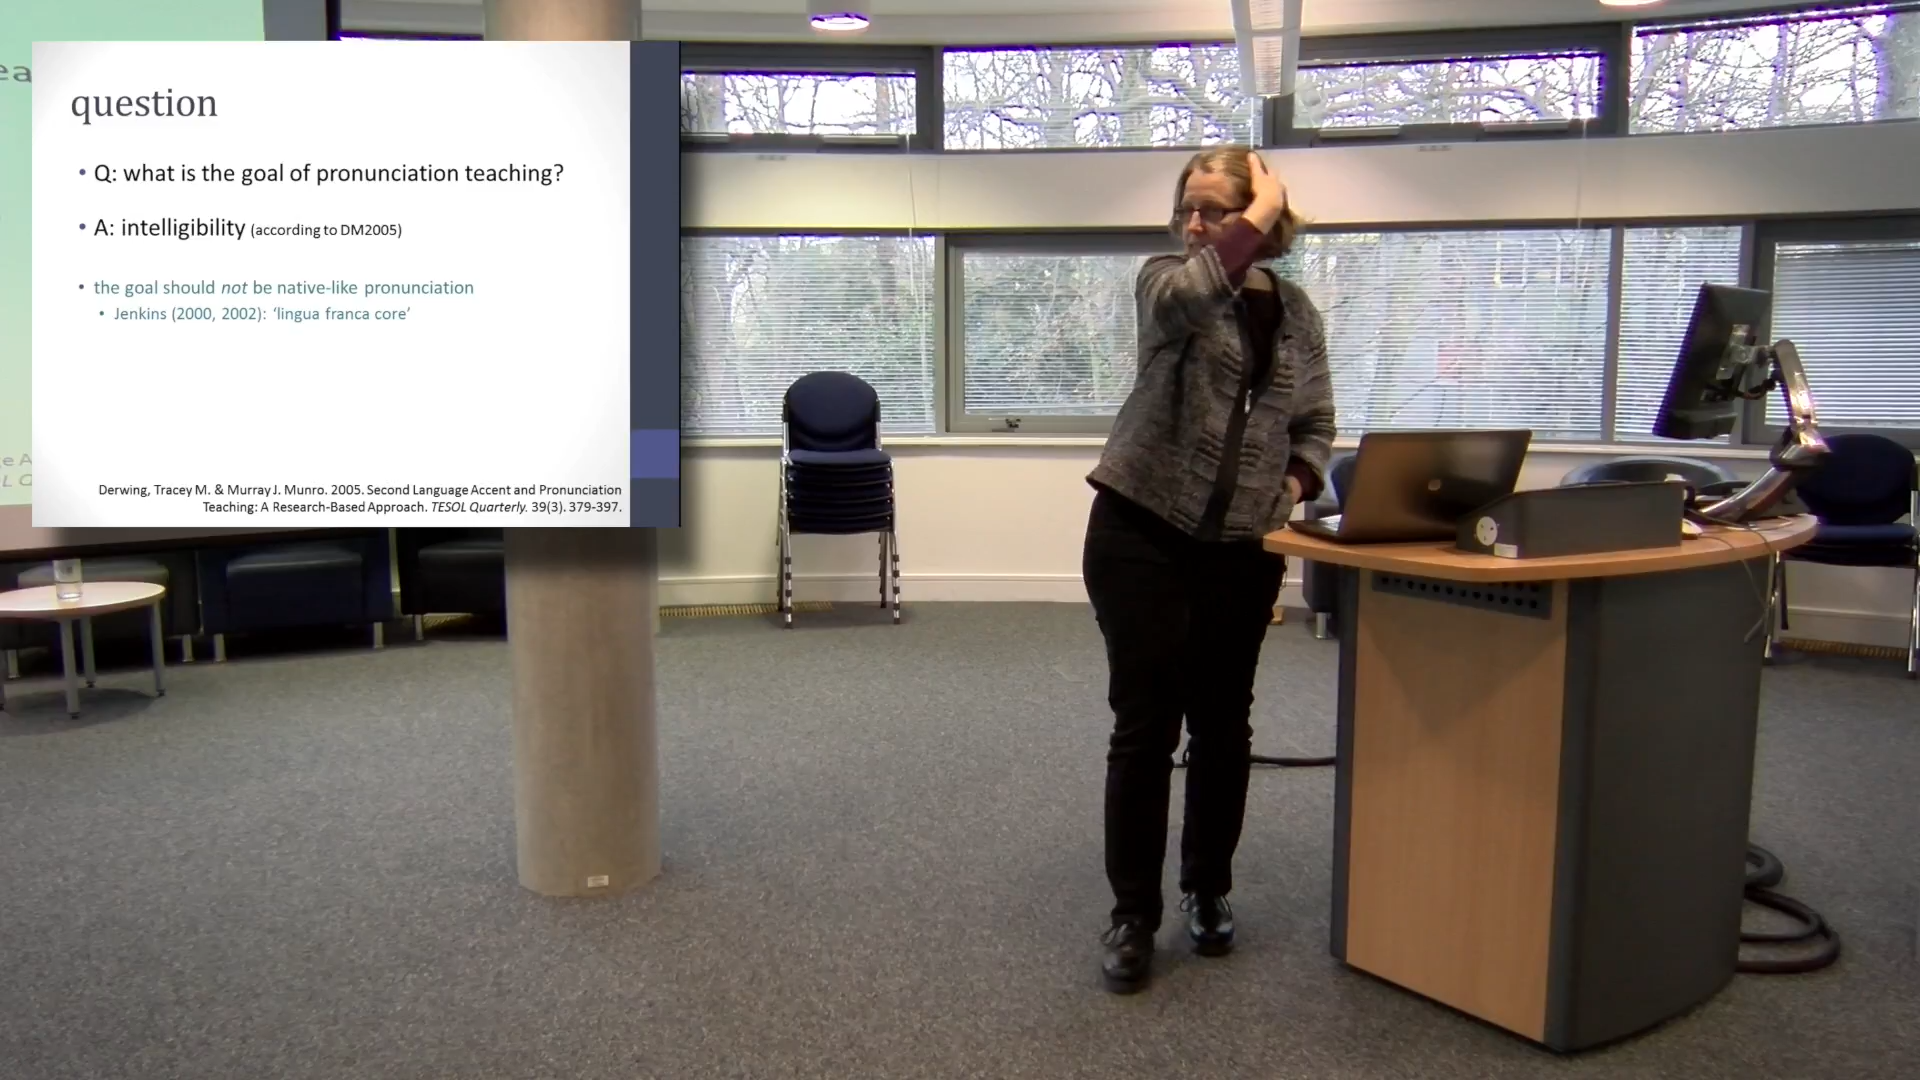 question
• Q: what is the goal of pronunciation teaching?
• A: intelligibility (according to DM2005)
• the goal should not be native-like pronunciation
• Jenkins (2000, 2002): ‘lingua franca core’
Derwing, Tracey M. & Murray J. Munro. 2005. Second Language Accent and Pronunciation
Teaching: A Research-Based Approach. TESOL Quarterly. 39(3). 379-397.